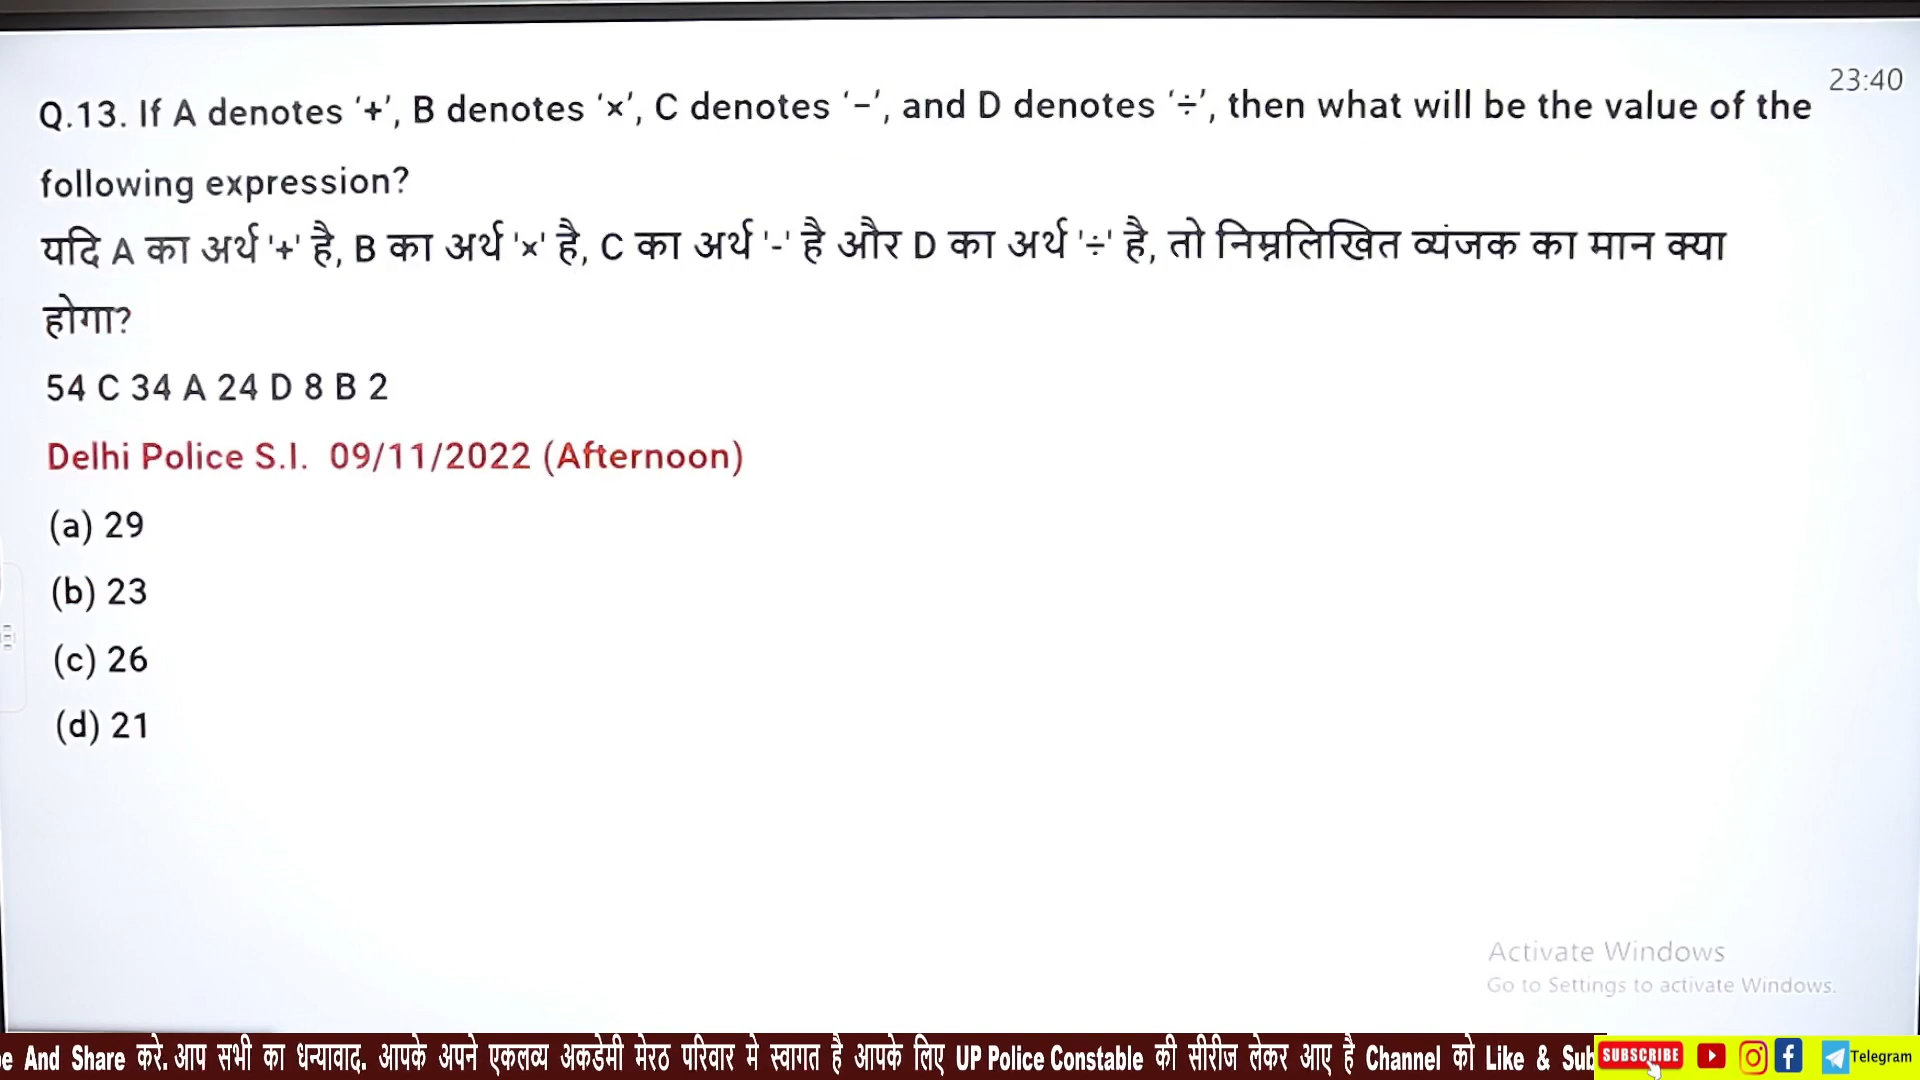 23:40
Q.13. If A denotes ‘+’, B denotes ‘×’, C denotes ‘−’, and D denotes ‘÷’, then what will be the value of the
following expression?
यदि A का अर्थ '+' है, B का अर्थ '×' है, C का अर्थ '-' है और D का अर्थ '÷' है, तो निम्नलिखित व्यंजक का मान क्या
होगा?
54 C 34 A 24 D 8 B 2
Delhi Police S.I. 09/11/2022 (Afternoon)
(a) 29
(b) 23
(c) 26
(d) 21
Activate Windows
Go to Settings to activate Windows.
e And Share करे. आप सभी का धन्यावाद. आपके अपने एकलव्य अकडेमी मेरठ परिवार मे स्वागत है आपके लिए UP Police Constable की सीरीज लेकर आए है Channel को Like & Sub SUBSCRIBE Telegram